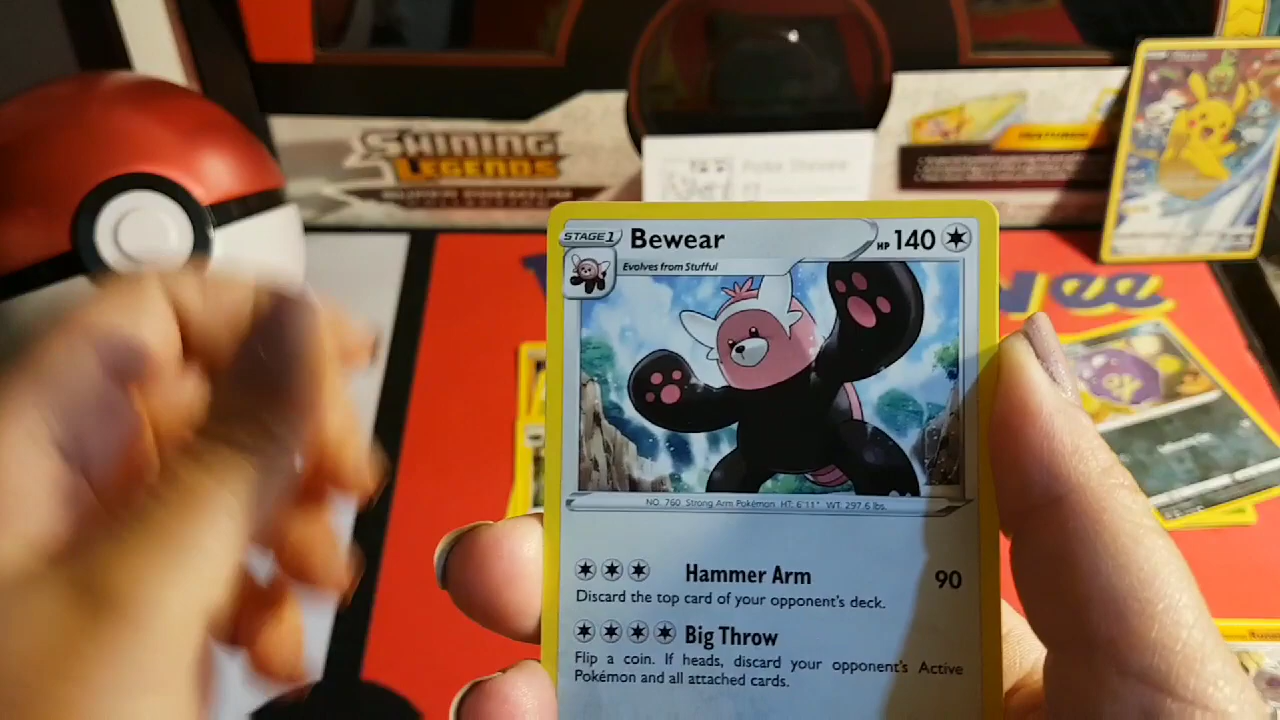 SHINING
LEGENDS
STAGE 1
Bewear
HP 140
Evolves from Stufful
NO. 760 Strong Arm Pokémon HT: 6'11" WT: 297.6 lbs.
Hammer Arm 90
Discard the top card of your opponent's deck.
Big Throw
Flip a coin. If heads, discard your opponent's Active
Pokémon and all attached cards.